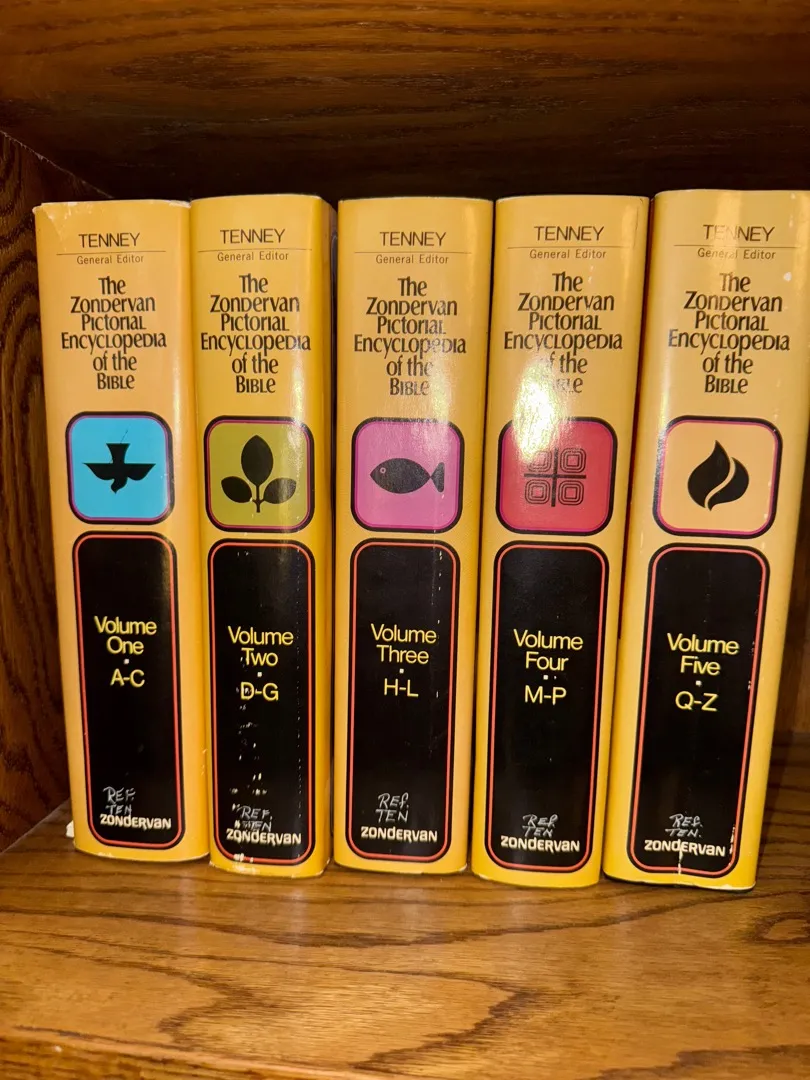 TENNEY
General Editor
The
Zondervan
Pictorial
Encyclopedia
of the
Bible
Volume
One
A-C
REF.
TEN
ZONDERVAN
TENNEY
General Editor
The
Zondervan
Pictorial
Encyclopedia
of the
Bible
Volume
Two
D-G
REF.
TEN
ZONDERVAN
TENNEY
General Editor
The
Zondervan
Pictorial
Encyclopedia
of the
Bible
Volume
Three
H-L
REF.
TEN
ZONDERVAN
TENNEY
General Editor
The
Zondervan
Pictorial
Encyclopedia
of the
Bible
Volume
Four
M-P
REF.
TEN
ZONDERVAN
TENNEY
General Editor
The
Zondervan
Pictorial
Encyclopedia
of the
Bible
Volume
Five
Q-Z
REF.
TEN.
ZONDERVAN